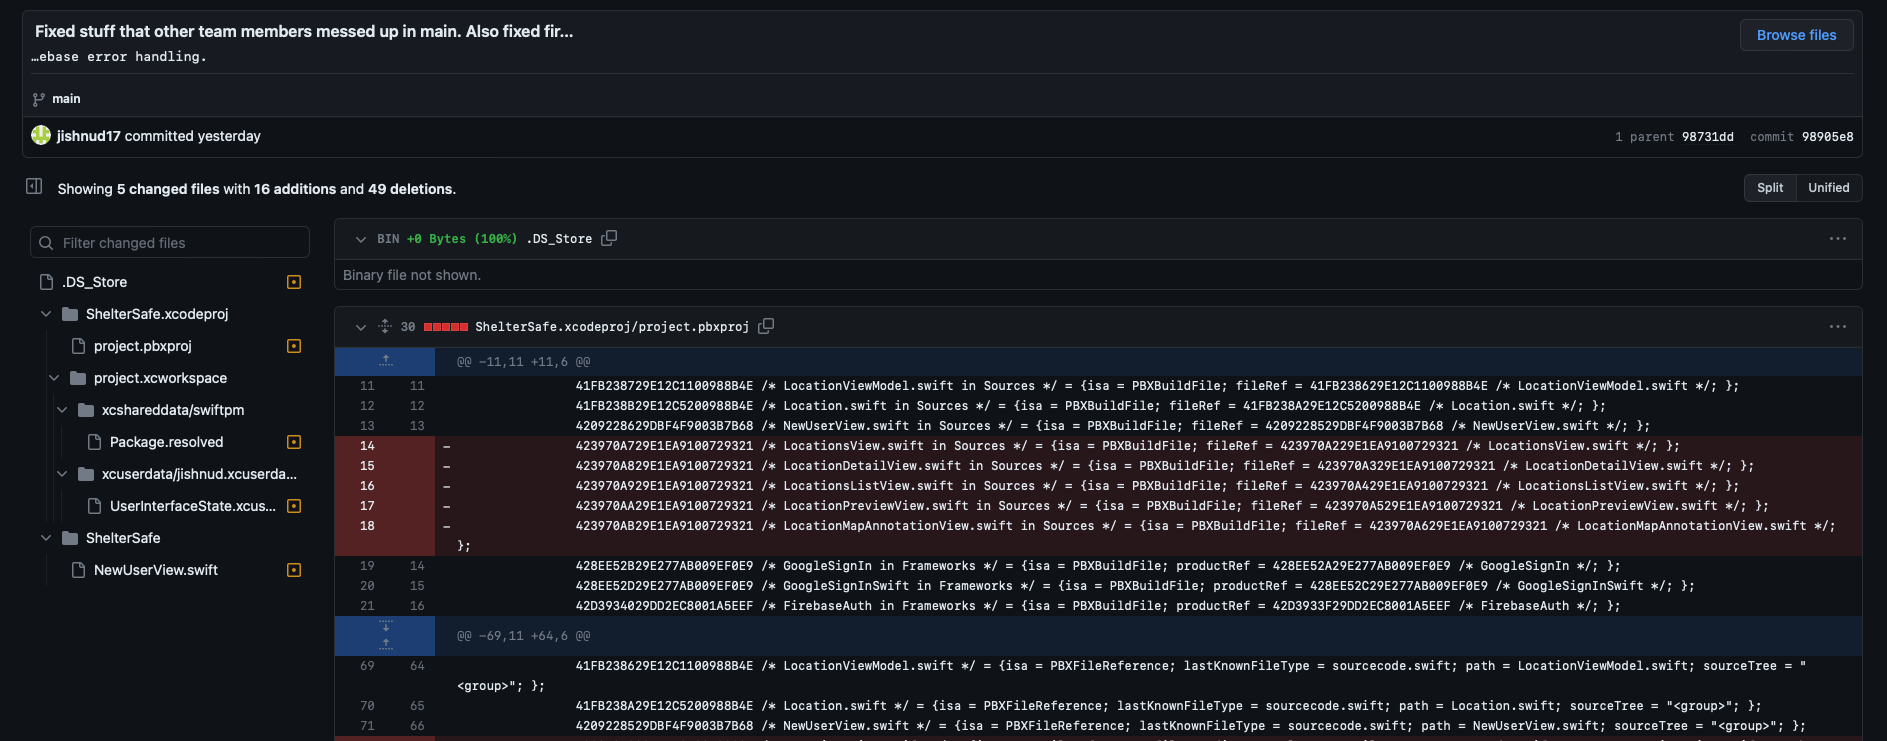 Fixed stuff that other team members messed up in main. Also fixed fir...
Browse files
…ebase error handling.
main
jishnud17 committed yesterday
1 parent 98731dd commit 98905e8
Showing 5 changed files with 16 additions and 49 deletions.
Split Unified
Filter changed files
.DS_Store
ShelterSafe.xcodeproj
project.pbxproj
project.xcworkspace
xcshareddata/swiftpm
Package.resolved
xcuserdata/jishnud.xcuserda...
UserInterfaceState.xcus...
ShelterSafe
NewUserView.swift
BIN +0 Bytes (100%) .DS_Store
Binary file not shown.
30 ShelterSafe.xcodeproj/project.pbxproj
@@ -11,11 +11,6 @@
11 11 41FB238729E12C1100988B4E /* LocationViewModel.swift in Sources */ = {isa = PBXBuildFile; fileRef = 41FB238629E12C1100988B4E /* LocationViewModel.swift */; };
12 12 41FB238B29E12C5200988B4E /* Location.swift in Sources */ = {isa = PBXBuildFile; fileRef = 41FB238A29E12C5200988B4E /* Location.swift */; };
13 13 4209228629DBF4F9003B7B68 /* NewUserView.swift in Sources */ = {isa = PBXBuildFile; fileRef = 4209228529DBF4F9003B7B68 /* NewUserView.swift */; };
14 - 423970A729E1EA9100729321 /* LocationsView.swift in Sources */ = {isa = PBXBuildFile; fileRef = 423970A229E1EA9100729321 /* LocationsView.swift */; };
15 - 423970A829E1EA9100729321 /* LocationDetailView.swift in Sources */ = {isa = PBXBuildFile; fileRef = 423970A329E1EA9100729321 /* LocationDetailView.swift */; };
16 - 423970A929E1EA9100729321 /* LocationsListView.swift in Sources */ = {isa = PBXBuildFile; fileRef = 423970A429E1EA9100729321 /* LocationsListView.swift */; };
17 - 423970AA29E1EA9100729321 /* LocationPreviewView.swift in Sources */ = {isa = PBXBuildFile; fileRef = 423970A529E1EA9100729321 /* LocationPreviewView.swift */; };
18 - 423970AB29E1EA9100729321 /* LocationMapAnnotationView.swift in Sources */ = {isa = PBXBuildFile; fileRef = 423970A629E1EA9100729321 /* LocationMapAnnotationView.swift */;
};
19 14 428EE52B29E277AB009EF0E9 /* GoogleSignIn in Frameworks */ = {isa = PBXBuildFile; productRef = 428EE52A29E277AB009EF0E9 /* GoogleSignIn */; };
20 15 428EE52D29E277AB009EF0E9 /* GoogleSignInSwift in Frameworks */ = {isa = PBXBuildFile; productRef = 428EE52C29E277AB009EF0E9 /* GoogleSignInSwift */; };
21 16 42D3934029DD2EC8001A5EEF /* FirebaseAuth in Frameworks */ = {isa = PBXBuildFile; productRef = 42D3933F29DD2EC8001A5EEF /* FirebaseAuth */; };
@@ -69,11 +64,6 @@
69 64 41FB238629E12C1100988B4E /* LocationViewModel.swift */ = {isa = PBXFileReference; lastKnownFileType = sourcecode.swift; path = LocationViewModel.swift; sourceTree = "
<group>"; };
70 65 41FB238A29E12C5200988B4E /* Location.swift */ = {isa = PBXFileReference; lastKnownFileType = sourcecode.swift; path = Location.swift; sourceTree = "<group>"; };
71 66 4209228529DBF4F9003B7B68 /* NewUserView.swift */ = {isa = PBXFileReference; lastKnownFileType = sourcecode.swift; path = NewUserView.swift; sourceTree = "<group>"; };